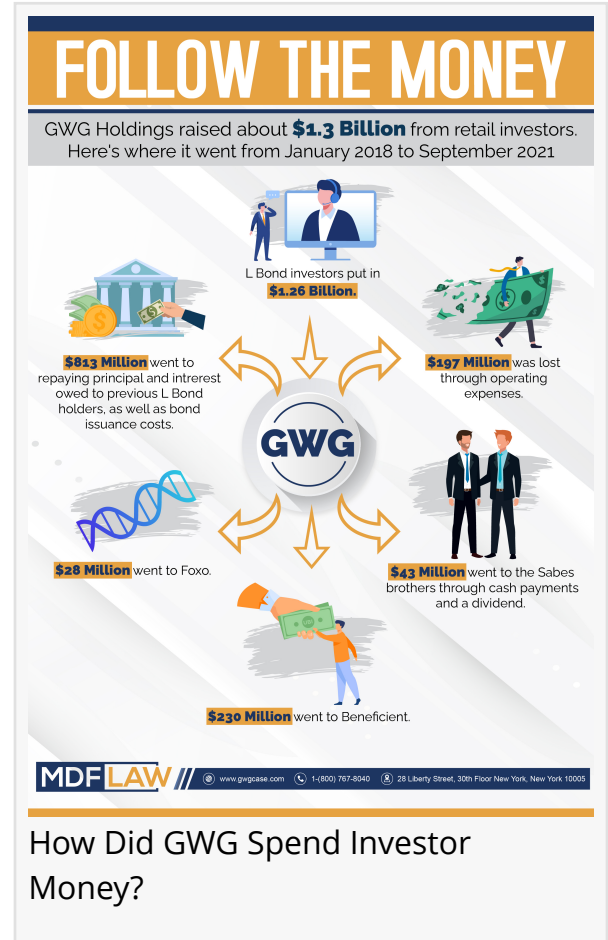 FOLLOW THE MONEY
GWG Holdings raised about $1.3 Billion from retail investors.
Here's where it went from January 2018 to September 2021
L Bond investors put in
$1.26 Billion.
$813 Million went to
repaying principal and intrerest
owed to previous L Bond
holders, as well as bond
issuance costs.
$197 Million was lost
through operating
expenses.
GWG
$28 Million went to Foxo.
$43 Million went to the Sabes
brothers through cash payments
and a dividend.
$230 Million went to Beneficient.
MDF LAW www.gwgcase.com 1-(800) 767-8040 28 Liberty Street, 30th Floor New York, New York 10005
How Did GWG Spend Investor
Money?